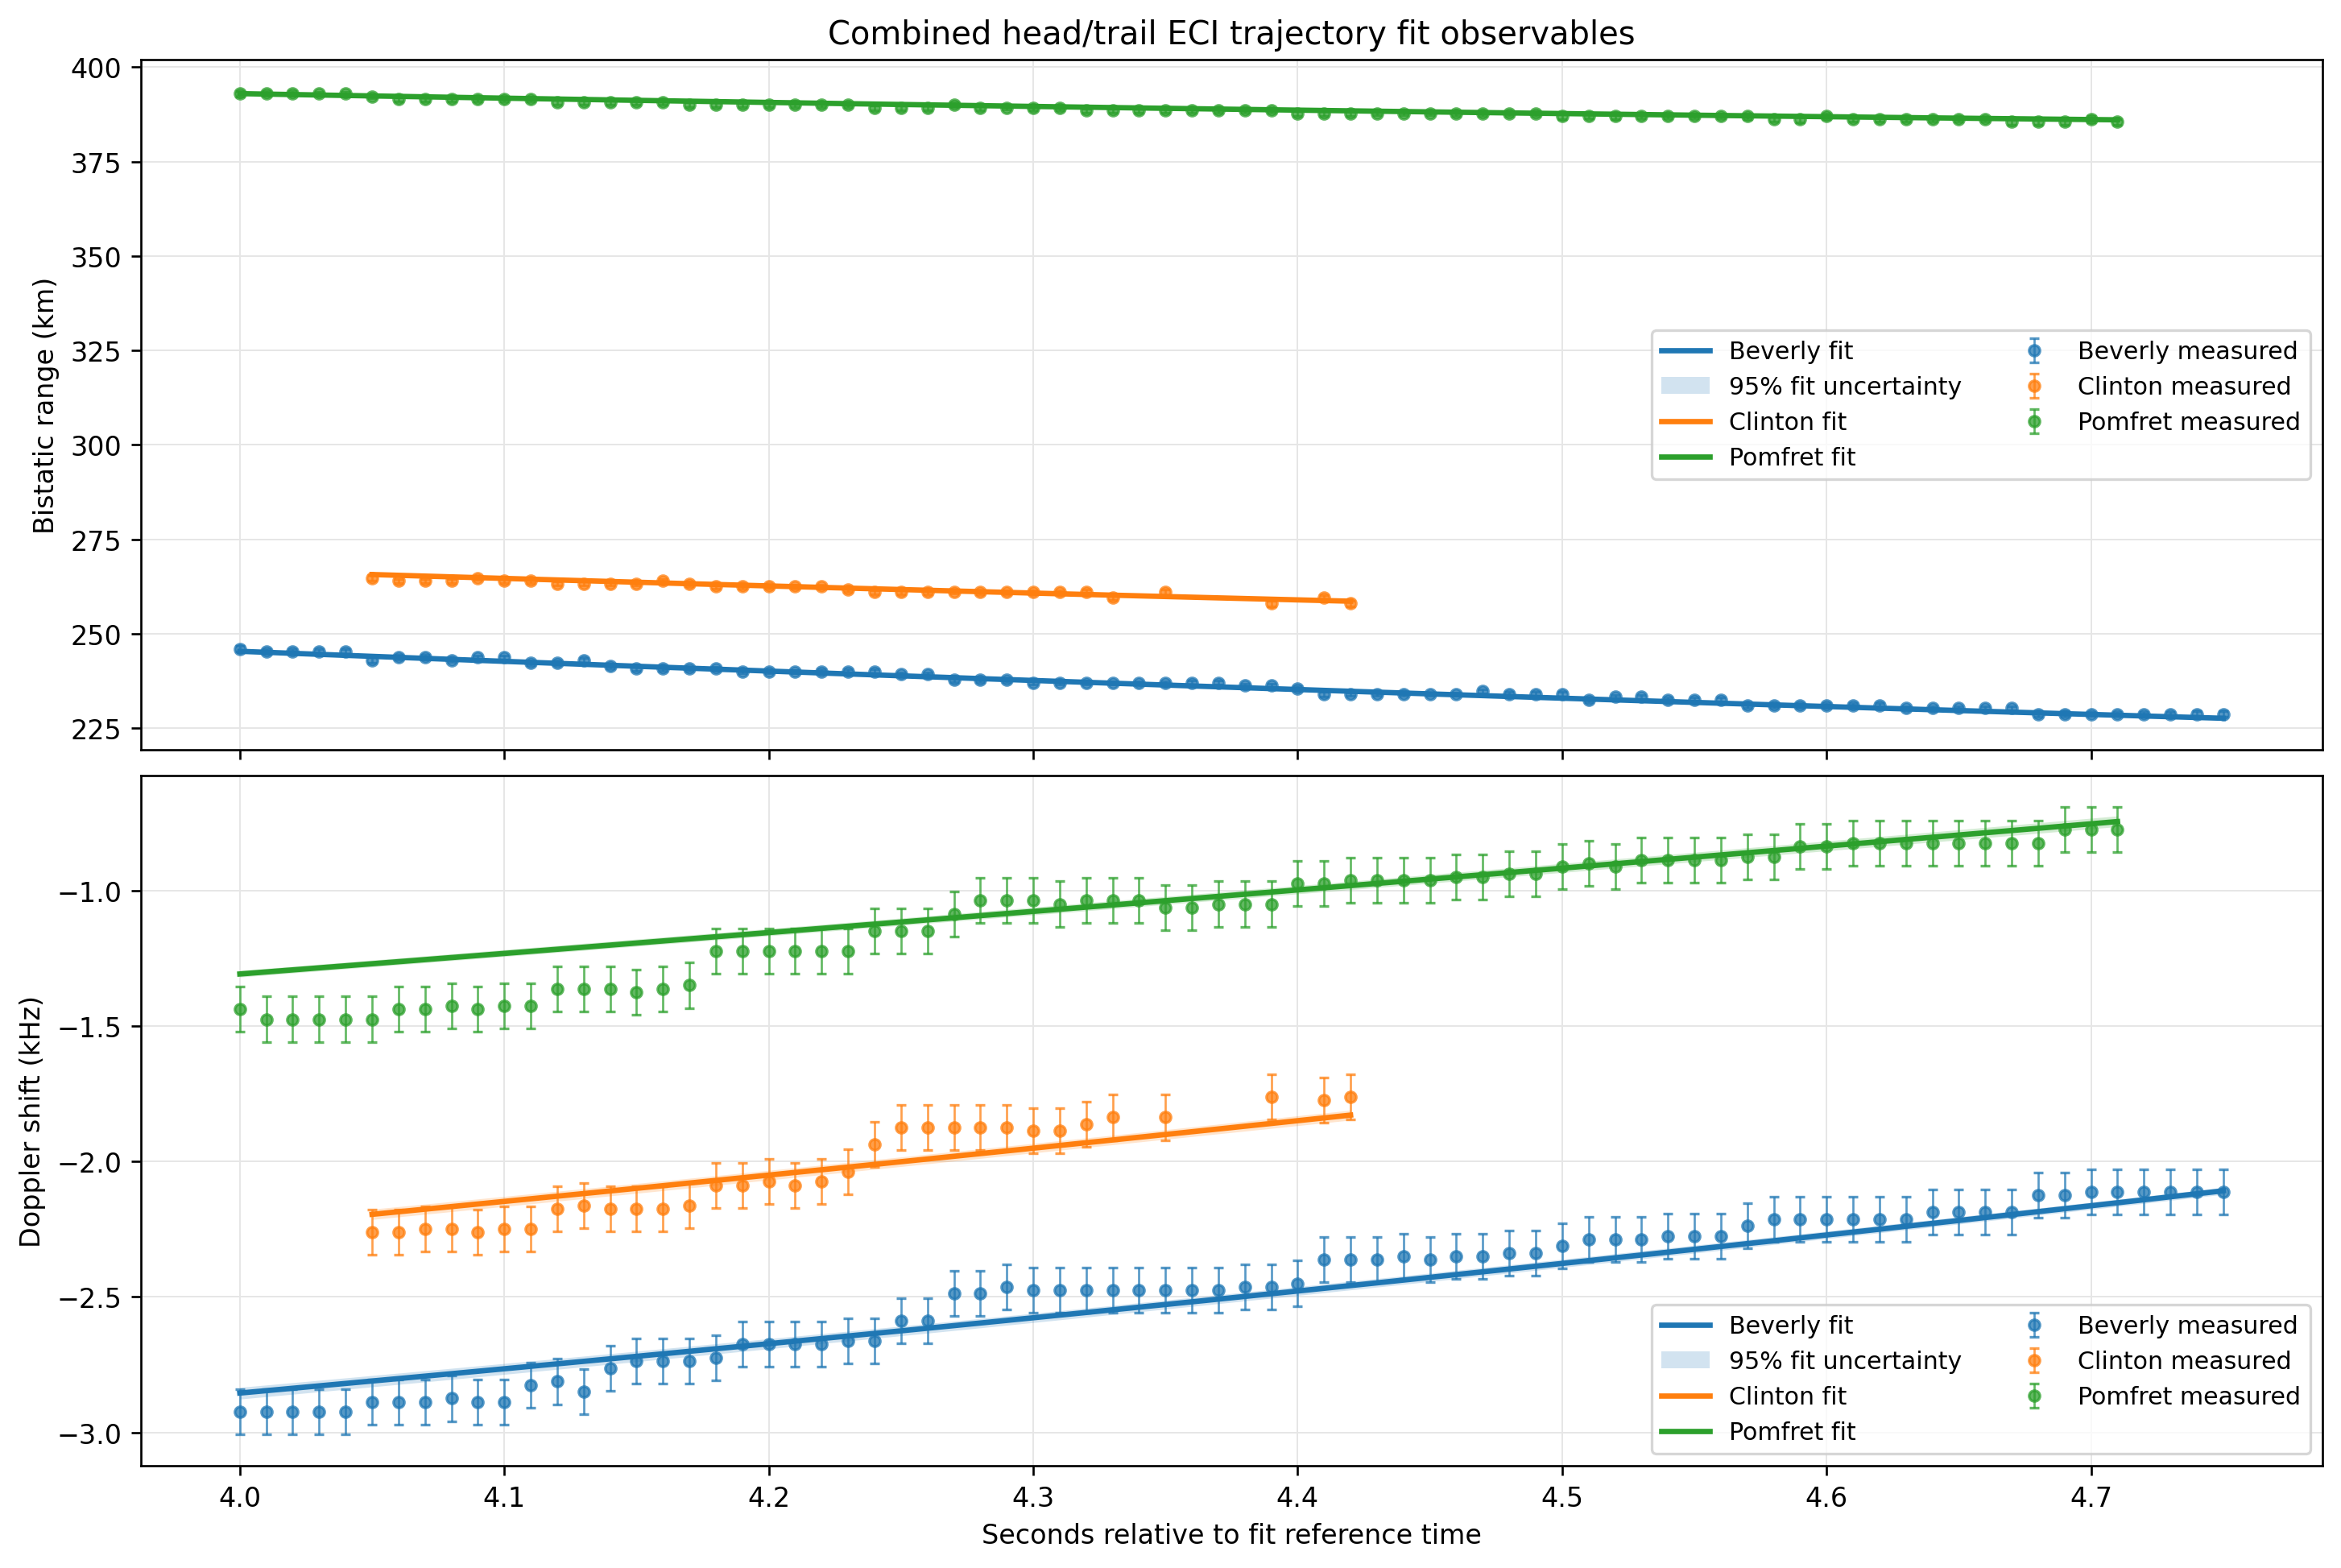 Combined head/trail ECI trajectory fit observables
Bistatic range (km)
400
375
350
325
300
275
250
225
Beverly fit
95% fit uncertainty
Clinton fit
Pomfret fit
Beverly measured
Clinton measured
Pomfret measured
Doppler shift (kHz)
−1.0
−1.5
−2.0
−2.5
−3.0
Beverly fit
95% fit uncertainty
Clinton fit
Pomfret fit
Beverly measured
Clinton measured
Pomfret measured
4.0 4.1 4.2 4.3 4.4 4.5 4.6 4.7
Seconds relative to fit reference time